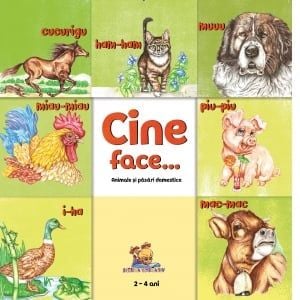 cucurigu
ham-ham
muuu
miau-miau
Cine
face...
piu-piu
Animale și păsări domestice
i-ha
mac-mac
2 - 4 ani